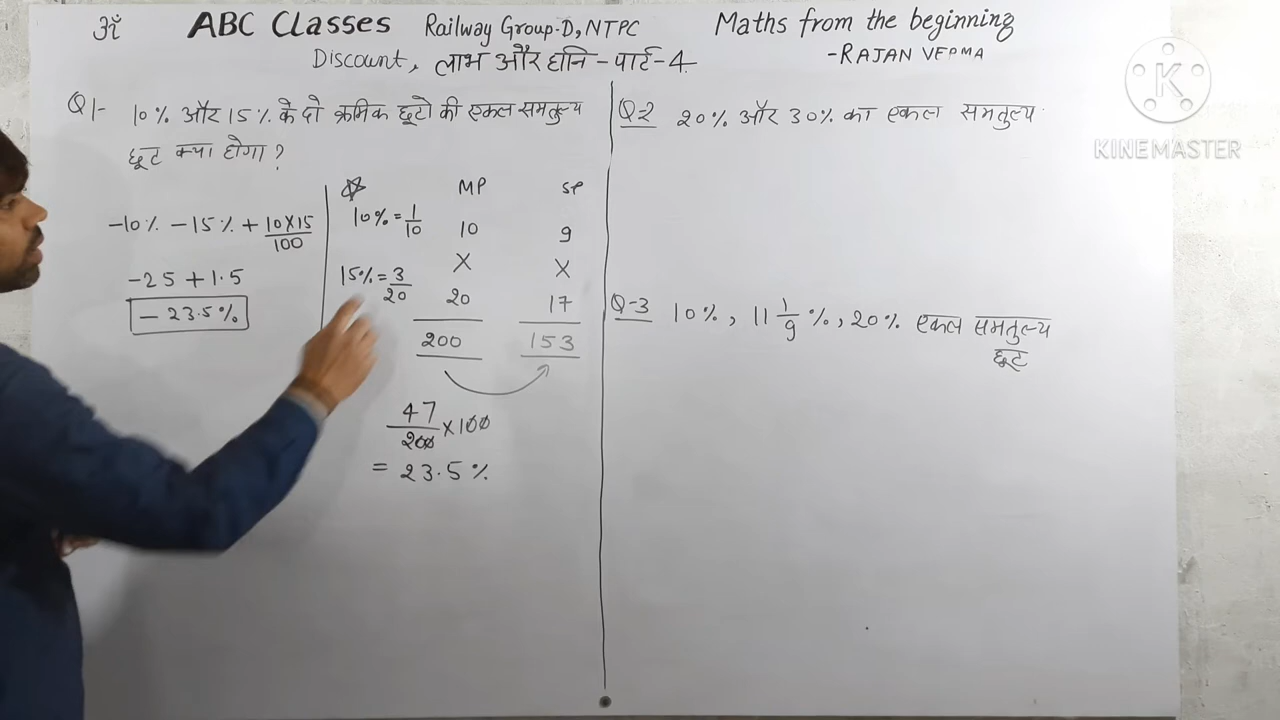 ॐ ABC Classes Railway Group-D, NTPC Maths from the beginning
Discount, लाभ और हानि - पार्ट-4 -RAJAN VERMA
K
KINEMASTER
Q1- 10% और 15% के दो क्रमिक छूटो की एकल समतुल्य
छूट क्या होगा ?
-10% -15% + 10×15/100
-25 + 1.5
- 23.5%
MP SP
10% = 1/10 10 9
× ×
15% = 3/20 20 17
200 153
47/200 × 100
= 23.5%
Q-2 20% और 30% का एकल समतुल्य
Q-3 10%, 11 1/9 %, 20% एकल समतुल्य
छूट